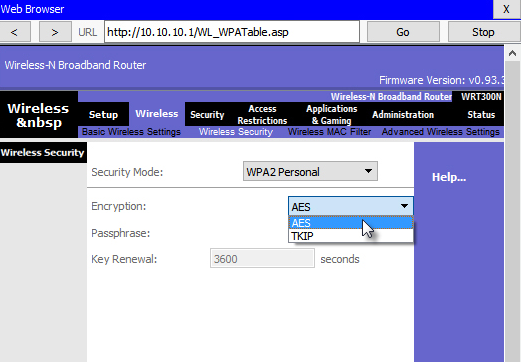 Web Browser X
< > URL http://10.10.10.1/WL_WPATable.asp Go Stop
Wireless-N Broadband Router
Firmware Version: v0.93.3
Wireless-N Broadband Router WRT300N
Wireless
&nbsp
Setup Wireless Security Access Restrictions Applications & Gaming Administration Status
Basic Wireless Settings Wireless Security Wireless MAC Filter Advanced Wireless Settings
Wireless Security
Security Mode: WPA2 Personal
Help...
Encryption: AES
AES
Passphrase: TKIP
Key Renewal: 3600 seconds